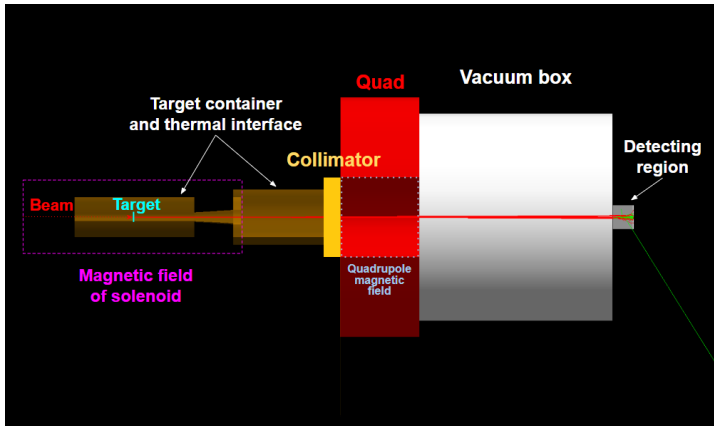 Quad
Vacuum box
Target container
and thermal interface
Collimator
Detecting
region
Beam
Target
Magnetic field
of solenoid
Quadrupole
magnetic
field